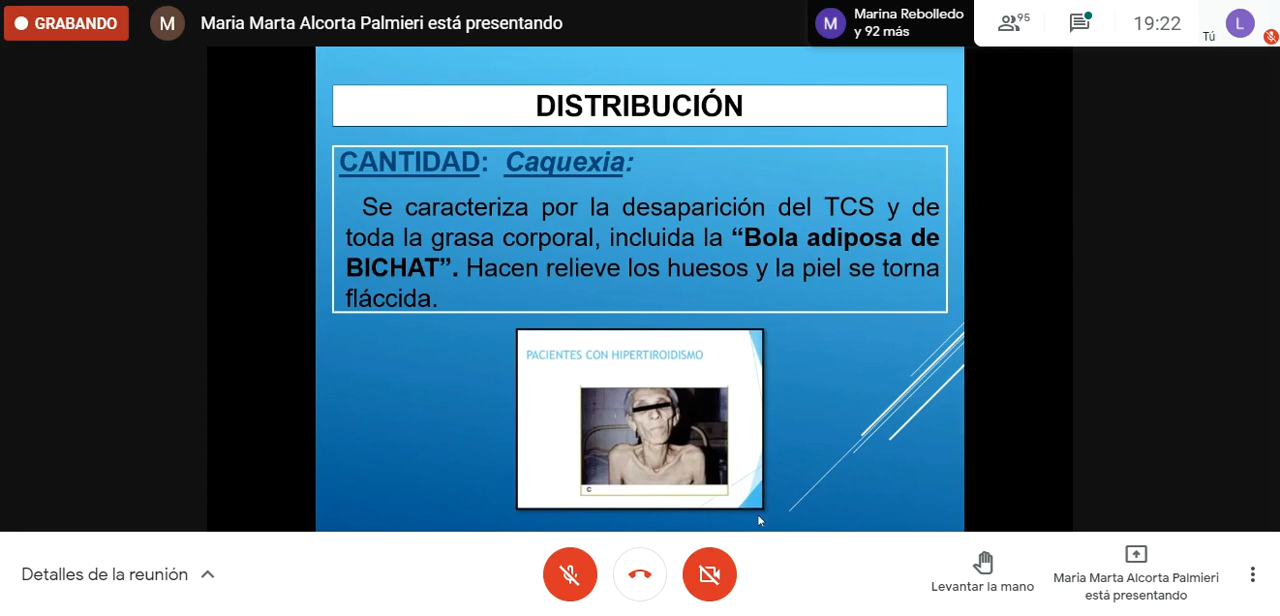 GRABANDO
M
Maria Marta Alcorta Palmieri está presentando
M
Marina Rebolledo
y 92 más
95
19:22
Tú
L
DISTRIBUCIÓN
CANTIDAD: Caquexia:
Se caracteriza por la desaparición del TCS y de
toda la grasa corporal, incluida la “Bola adiposa de
BICHAT”. Hacen relieve los huesos y la piel se torna
fláccida.
PACIENTES CON HIPERTIROIDISMO
C
Detalles de la reunión
Levantar la mano
Maria Marta Alcorta Palmieri
está presentando